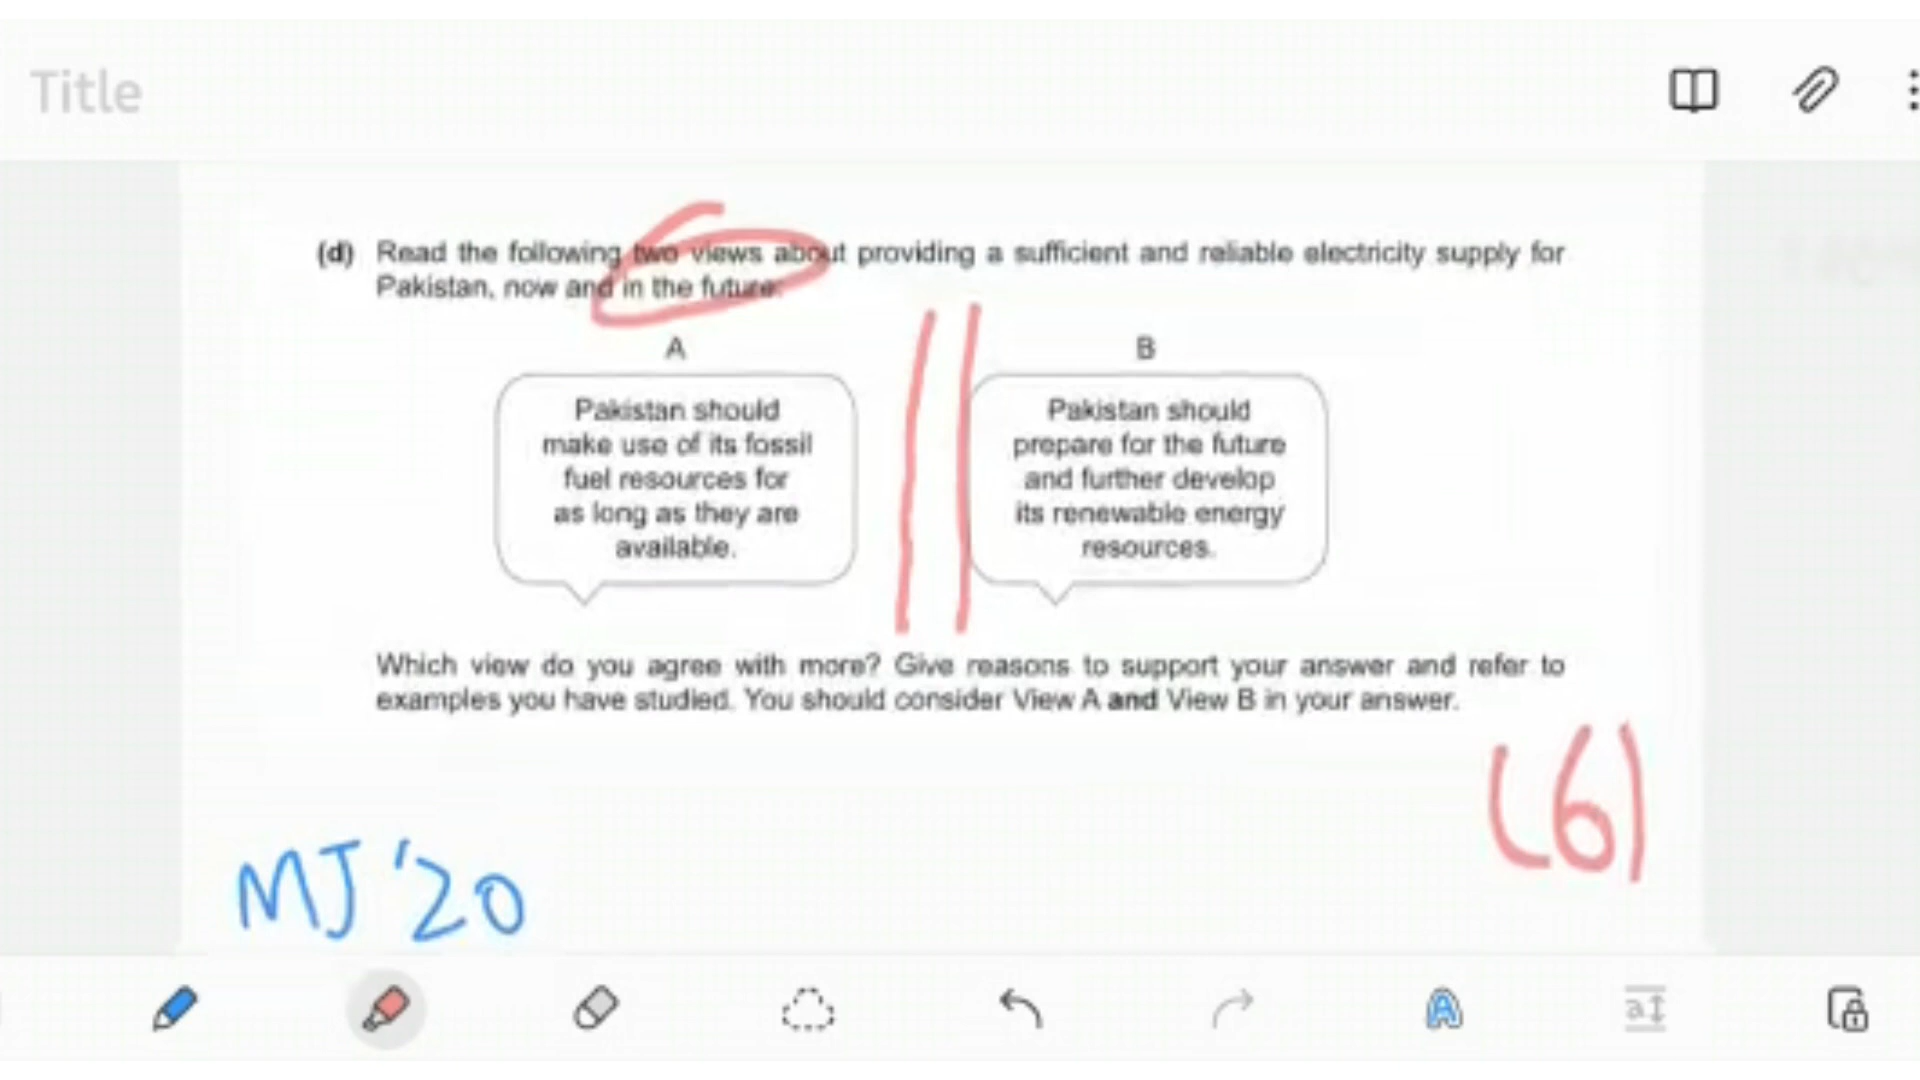 Title
(d) Read the following two views about providing a sufficient and reliable electricity supply for
Pakistan, now and in the future:
A
Pakistan should
make use of its fossil
fuel resources for
as long as they are
available.
B
Pakistan should
prepare for the future
and further develop
its renewable energy
resources.
Which view do you agree with more? Give reasons to support your answer and refer to
examples you have studied. You should consider View A and View B in your answer.
(6)
MJ '20
A
a